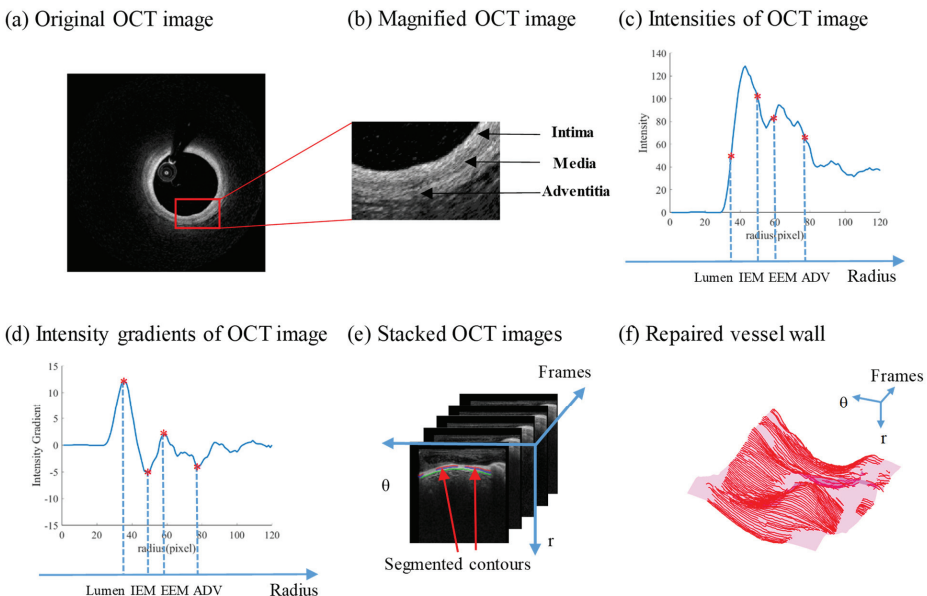 (a) Original OCT image
(b) Magnified OCT image
Intima
Media
Adventitia
(c) Intensities of OCT image
140
120
100
80
60
40
20
0
Intensity
0 20 40 60 80 100 120
radius(pixel)
Lumen IEM EEM ADV Radius
(d) Intensity gradients of OCT image
15
10
5
0
-5
-10
-15
Intensity Gradient
0 20 40 60 80 100 120
radius(pixel)
Lumen IEM EEM ADV Radius
(e) Stacked OCT images
Frames
θ
r
Segmented contours
(f) Repaired vessel wall
Frames
θ
r